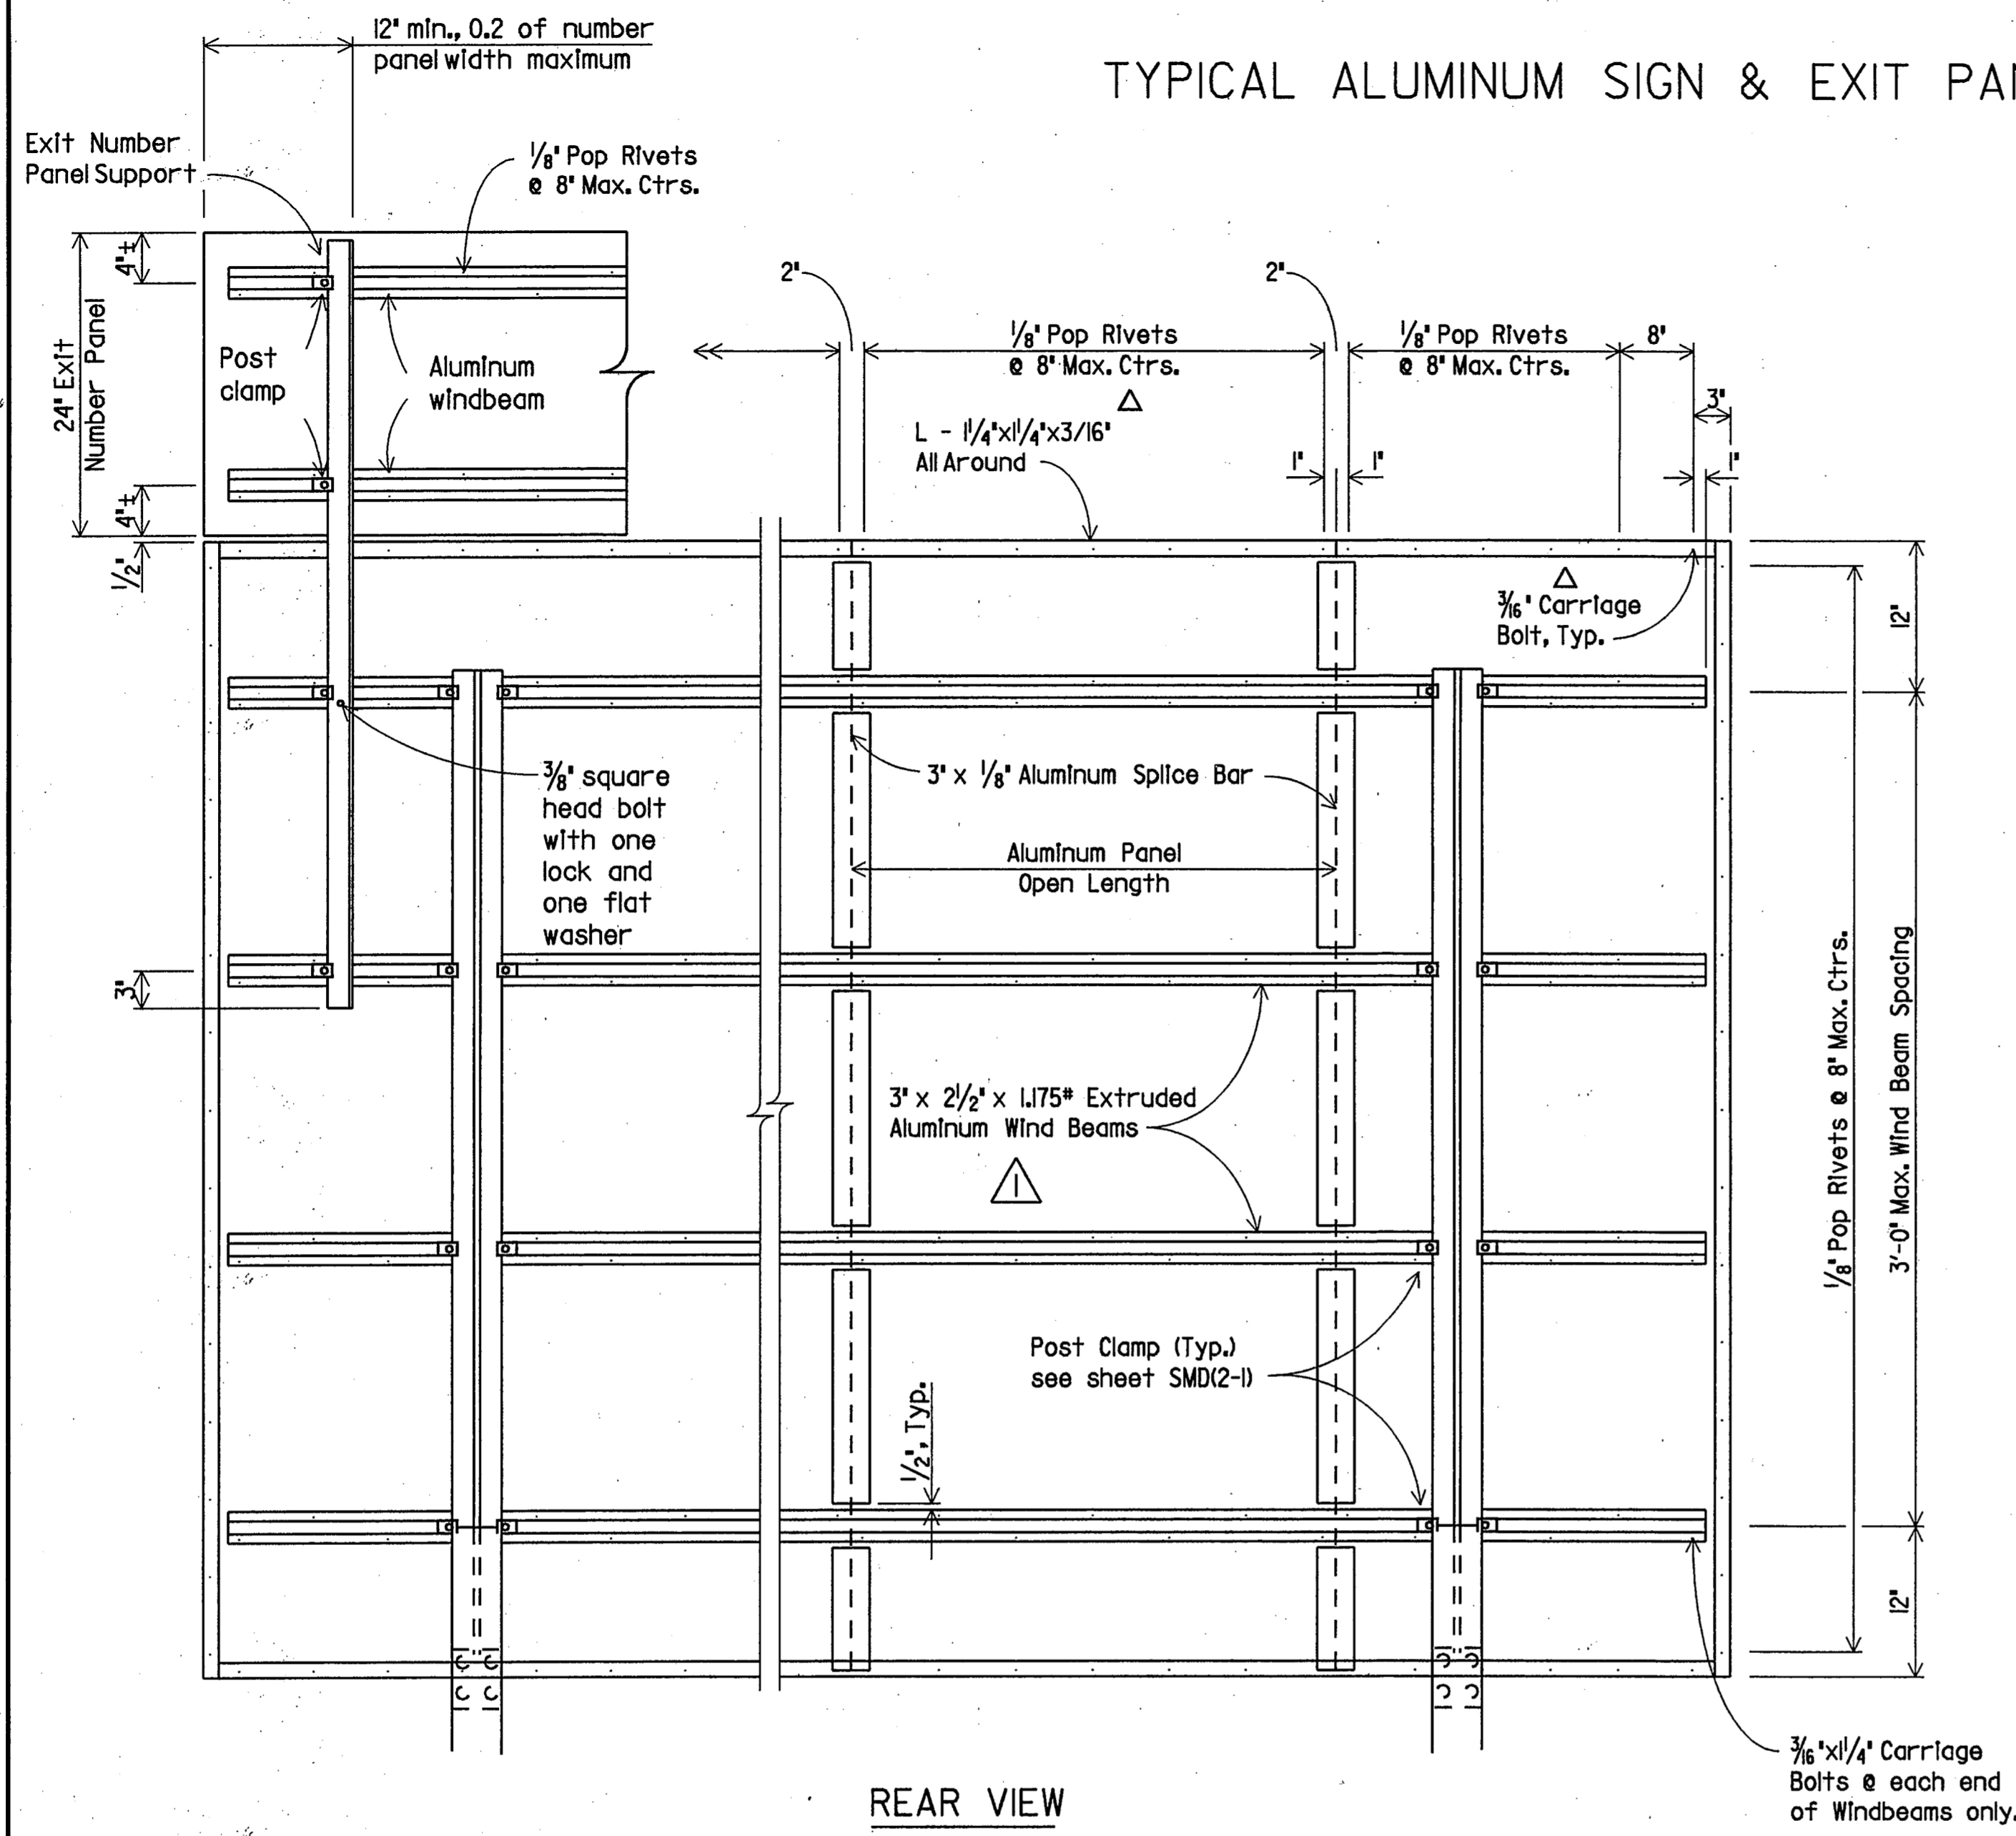 12" min., 0.2 of number
panel width maximum
TYPICAL ALUMINUM SIGN & EXIT
Exit Number
Panel Support
1/8" Pop Rivets
@ 8" Max. Ctrs.
4"±
24" Exit
Number Panel
Post
clamp
Aluminum
windbeam
4"±
1/2"
2"
2"
1/8" Pop Rivets
@ 8" Max. Ctrs.
1/8" Pop Rivets
@ 8" Max. Ctrs.
8"
3"
L - 1 1/4"x1 1/4"x3/16"
All Around
1"
1"
1"
3/16" Carriage
Bolt, Typ.
12"
3/8" square
head bolt
with one
lock and
one flat
washer
3" x 1/8" Aluminum Splice Bar
Aluminum Panel
Open Length
3"
3" x 2 1/2" x 1.175# Extruded
Aluminum Wind Beams
1
1/8" Pop Rivets @ 8" Max. Ctrs.
3'-0" Max. Wind Beam Spacing
Post Clamp (Typ.)
see sheet SMD(2-1)
1/2", Typ.
12"
3/16"x1 1/4" Carriage
Bolts @ each end
of Windbeams only.
REAR VIEW